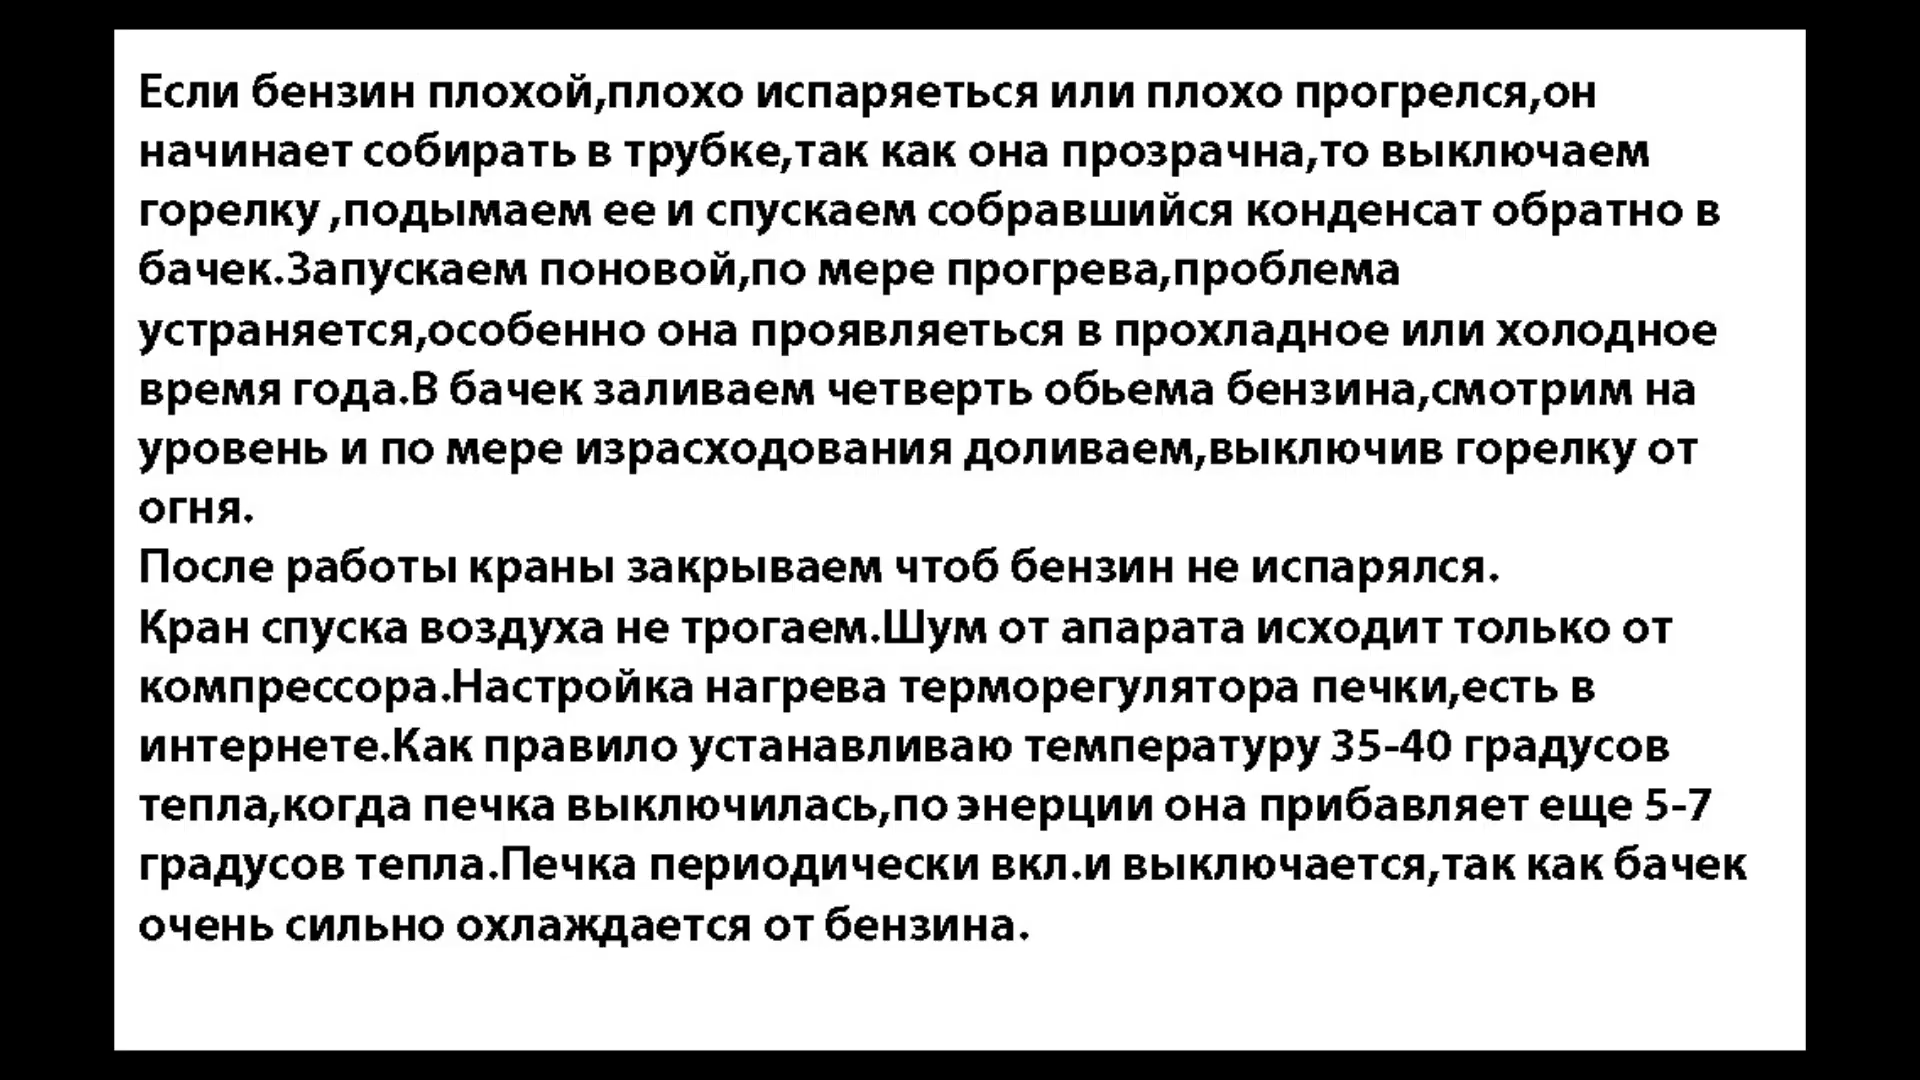 Если бензин плохой,плохо испаряеться или плохо прогрелся,он
начинает собирать в трубке,так как она прозрачна,то выключаем
горелку ,подымаем ее и спускаем собравшийся конденсат обратно в
бачек.Запускаем поновой,по мере прогрева,проблема
устраняется,особенно она проявляеться в прохладное или холодное
время года.В бачек заливаем четверть обьема бензина,смотрим на
уровень и по мере израсходования доливаем,выключив горелку от
огня.
После работы краны закрываем чтоб бензин не испарялся.
Кран спуска воздуха не трогаем.Шум от апарата исходит только от
компрессора.Настройка нагрева терморегулятора печки,есть в
интернете.Как правило устанавливаю температуру 35-40 градусов
тепла,когда печка выключилась,по энерции она прибавляет еще 5-7
градусов тепла.Печка периодически вкл.и выключается,так как бачек
очень сильно охлаждается от бензина.